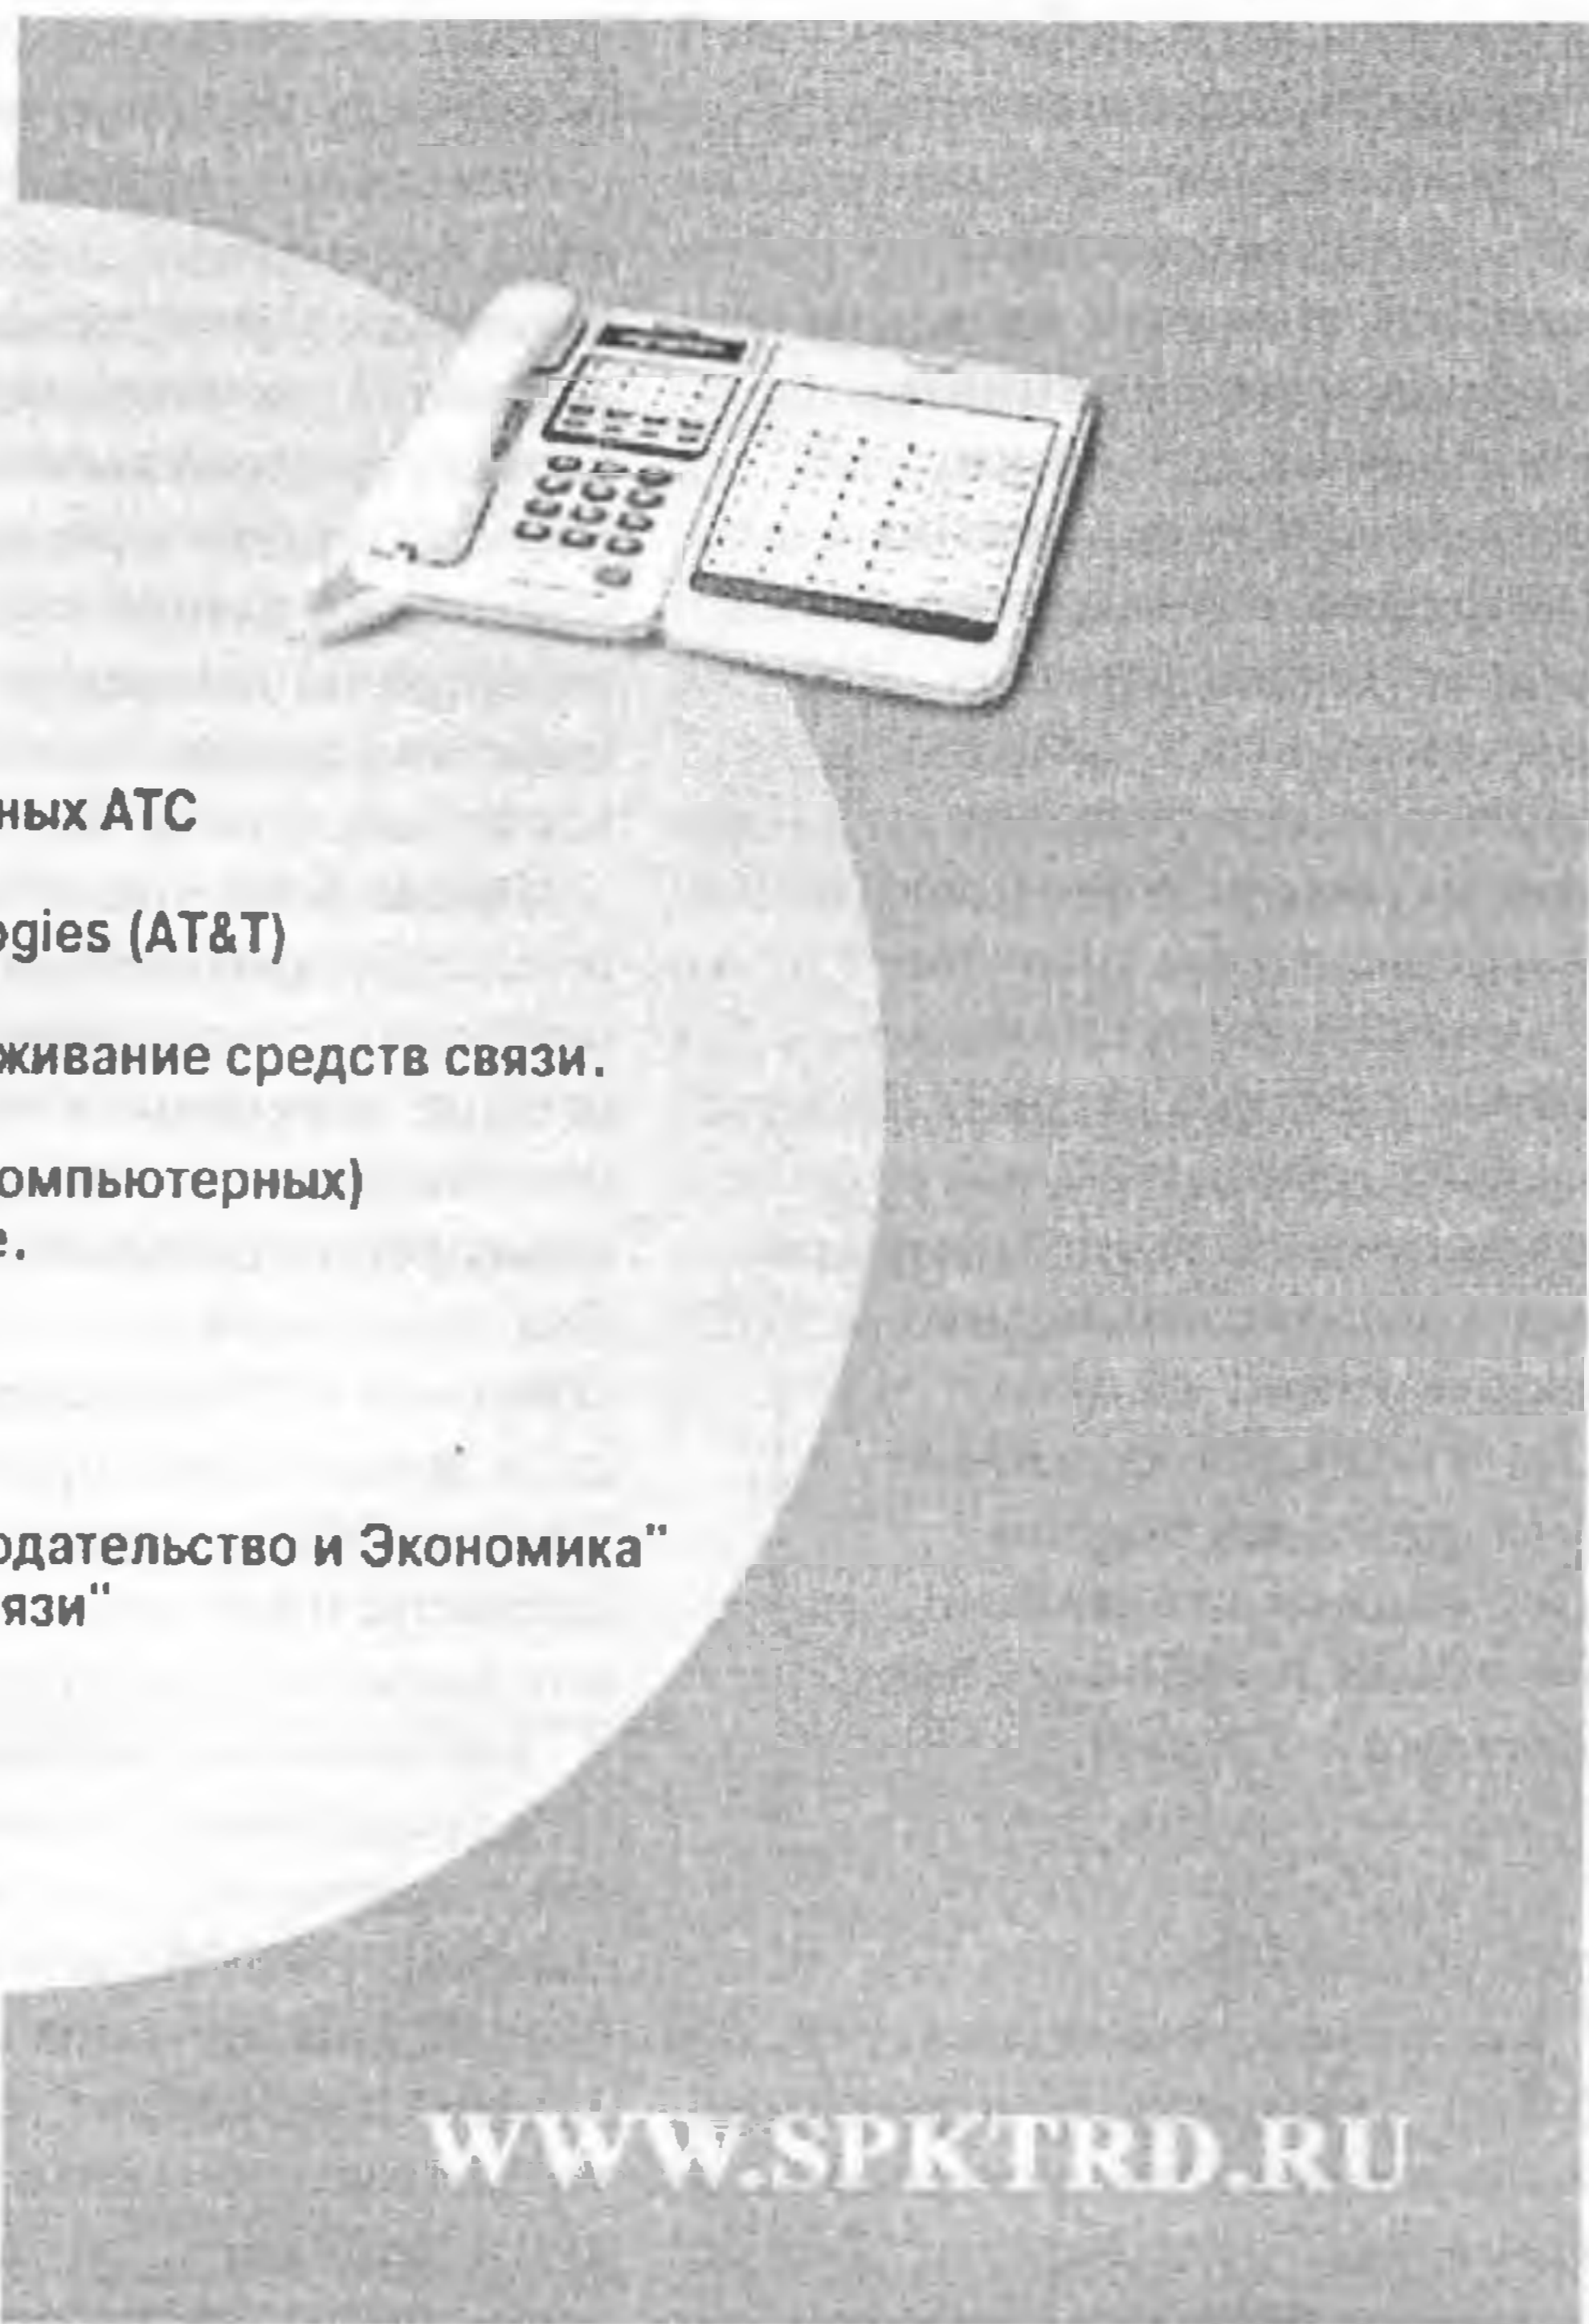 ных АТС
ogies (AT&T)
живание средств связи.
омпьютерных)
е.
одательство и Экономика"
язи"
WWW.SPKTRD.RU